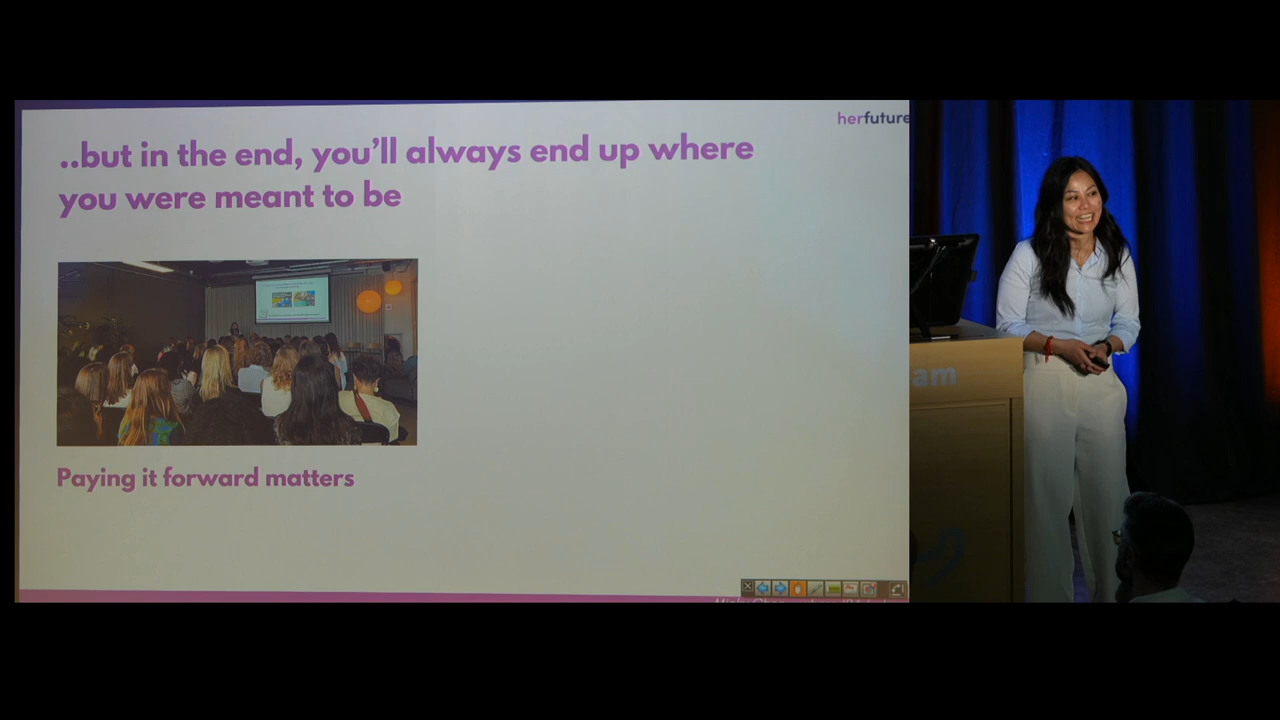 herfuture
..but in the end, you'll always end up where
you were meant to be
Paying it forward matters
am